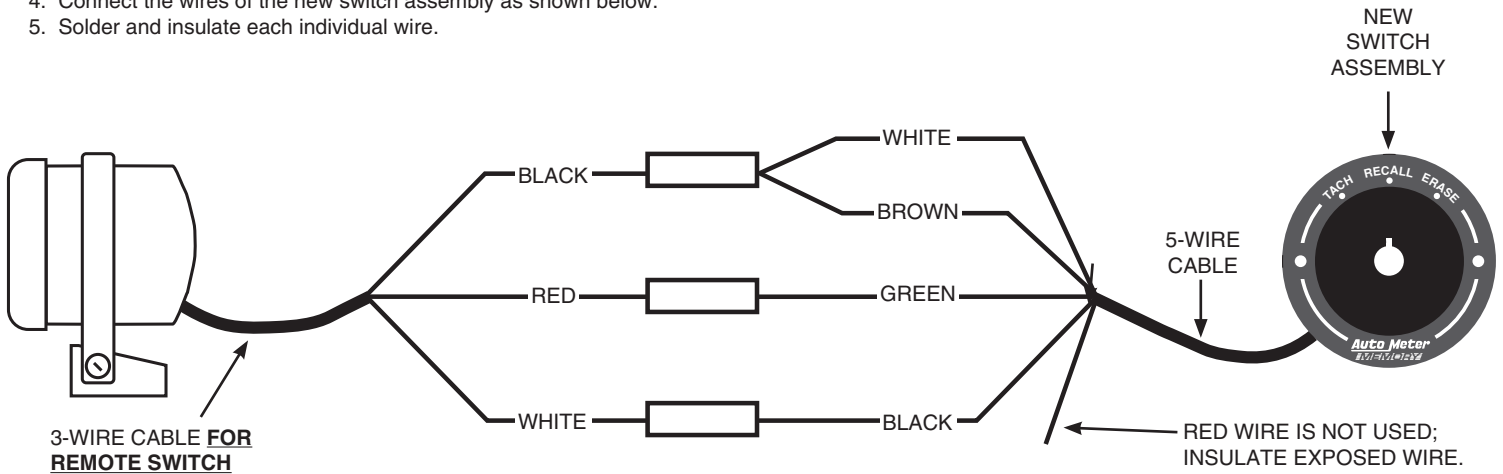 4. Connect the wires of the new switch assembly as shown below.
5. Solder and insulate each individual wire.
NEW
SWITCH
ASSEMBLY
WHITE
BLACK
BROWN
TACH RECALL ERASE
5-WIRE
CABLE
RED
GREEN
Auto Meter
MEMORY
WHITE
BLACK
3-WIRE CABLE FOR
REMOTE SWITCH
RED WIRE IS NOT USED;
INSULATE EXPOSED WIRE.